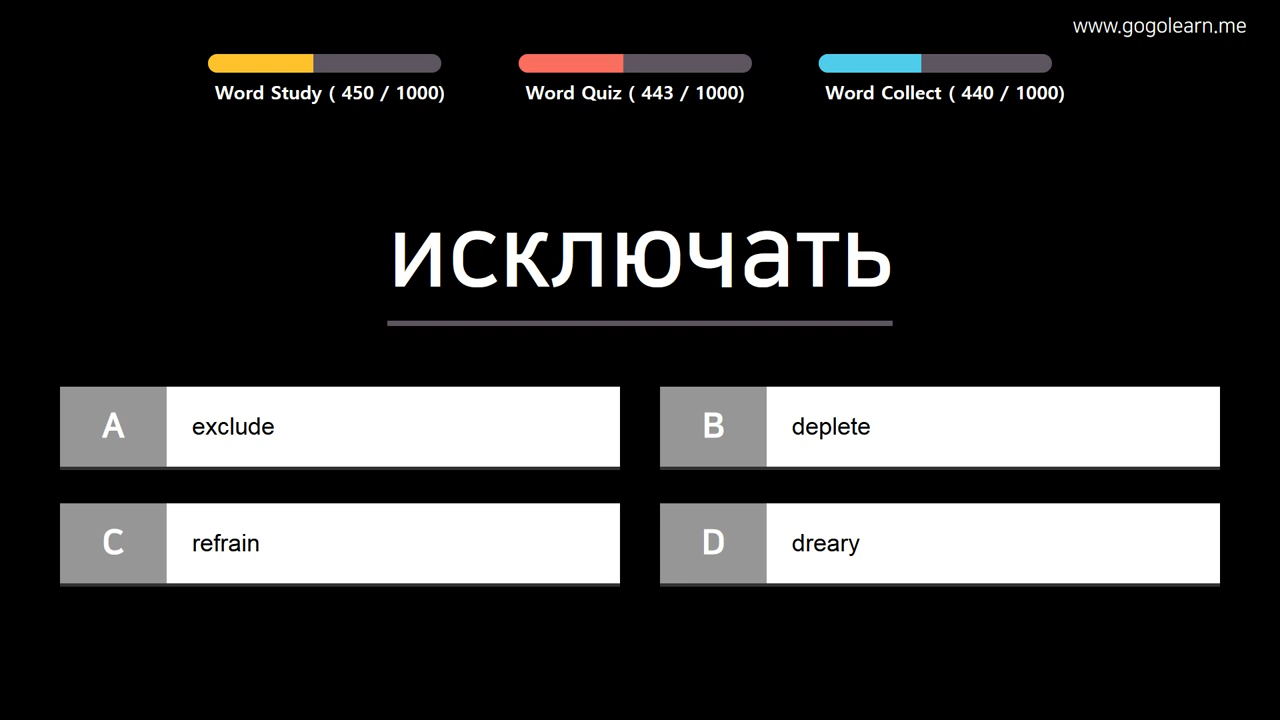 www.gogolearn.me
Word Study ( 450 / 1000)
Word Quiz ( 443 / 1000)
Word Collect ( 440 / 1000)
исключать
A exclude
B deplete
C refrain
D dreary